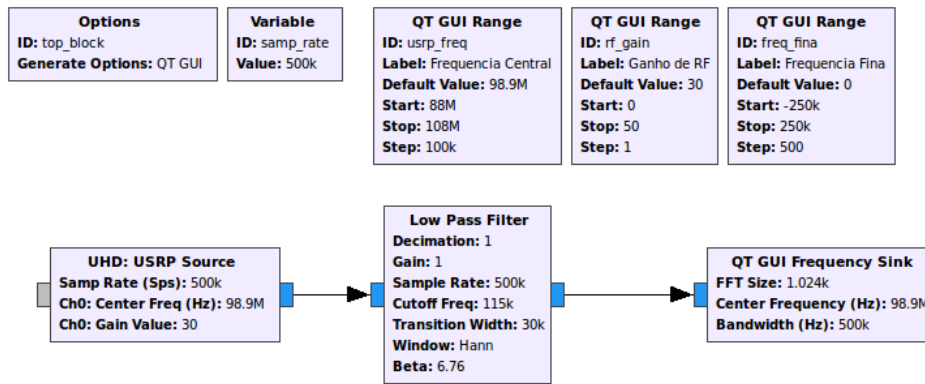 Options
ID: top_block
Generate Options: QT GUI
Variable
ID: samp_rate
Value: 500k
QT GUI Range
ID: usrp_freq
Label: Frequencia Central
Default Value: 98.9M
Start: 88M
Stop: 108M
Step: 100k
QT GUI Range
ID: rf_gain
Label: Ganho de RF
Default Value: 30
Start: 0
Stop: 50
Step: 1
QT GUI Range
ID: freq_fina
Label: Frequencia Fina
Default Value: 0
Start: -250k
Stop: 250k
Step: 500
UHD: USRP Source
Samp Rate (Sps): 500k
Ch0: Center Freq (Hz): 98.9M
Ch0: Gain Value: 30
Low Pass Filter
Decimation: 1
Gain: 1
Sample Rate: 500k
Cutoff Freq: 115k
Transition Width: 30k
Window: Hann
Beta: 6.76
QT GUI Frequency Sink
FFT Size: 1.024k
Center Frequency (Hz): 98.9M
Bandwidth (Hz): 500k